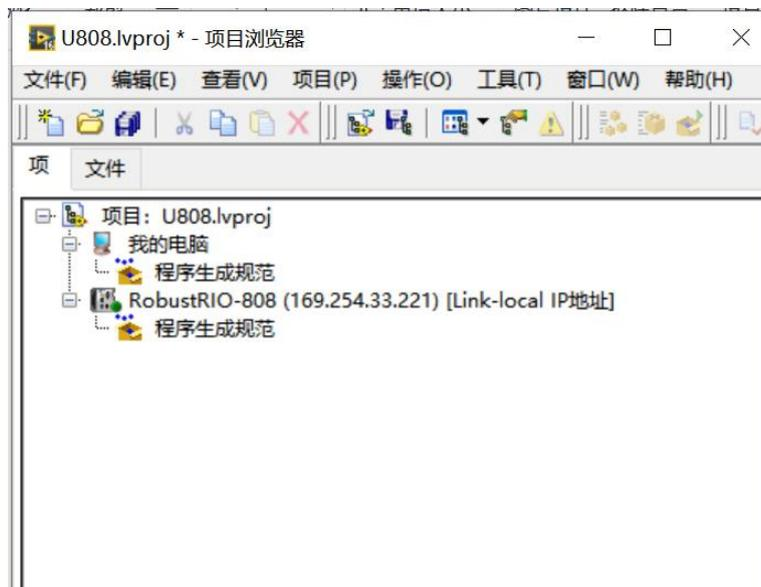 U808.lvproj * - 项目浏览器
文件(F) 编辑(E) 查看(V) 项目(P) 操作(O) 工具(T) 窗口(W) 帮助(H)
项 文件
项目：U808.lvproj
我的电脑
程序生成规范
RobustRIO-808 (169.254.33.221) [Link-local IP地址]
程序生成规范